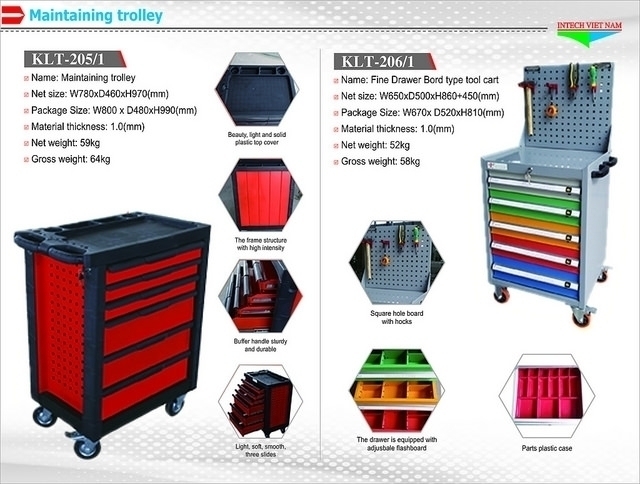 Maintaining trolley
INTECH VIET NAM
KLT-205/1
Name: Maintaining trolley
Net size: W780xD460xH970(mm)
Package Size: W800 x D480xH990(mm)
Material thickness: 1.0(mm)
Net weight: 59kg
Gross weight: 64kg
Beauty, light and solid
plastic top cover
The frame structure
with high intensity
Buffer handle sturdy
and durable
Light, soft, smooth,
three slides
KLT-206/1
Name: Fine Drawer Bord type tool cart
Net size: W650xD500xH860+450(mm)
Package Size: W670x D520xH810(mm)
Material thickness: 1.0(mm)
Net weight: 52kg
Gross weight: 58kg
Square hole board
with hocks
The drawer is equipped with
adjusbale flashboard
Parts plastic case